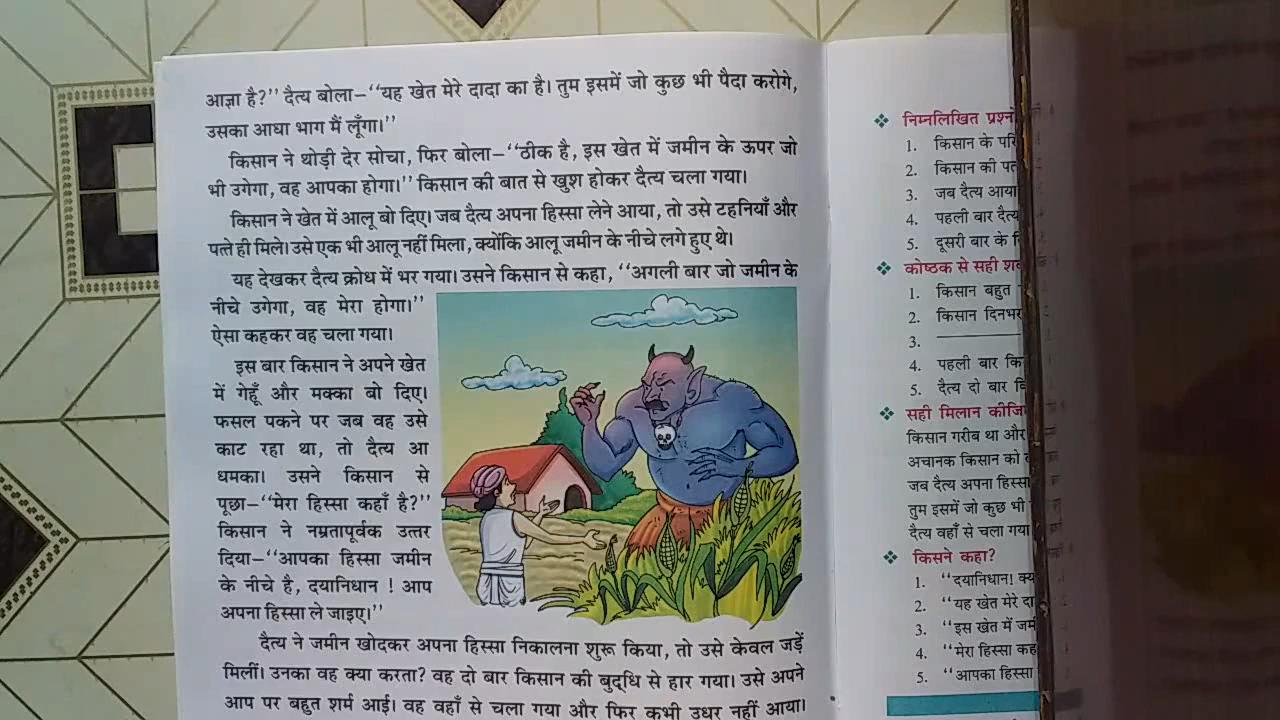 आज्ञा है?'' दैत्य बोला–''यह खेत मेरे दादा का है। तुम इसमें जो कुछ भी पैदा करोगे,
उसका आधा भाग मैं लूँगा।''
किसान ने थोड़ी देर सोचा, फिर बोला–''ठीक है, इस खेत में जमीन के ऊपर जो
भी उगेगा, वह आपका होगा।'' किसान की बात से खुश होकर दैत्य चला गया।
किसान ने खेत में आलू बो दिए। जब दैत्य अपना हिस्सा लेने आया, तो उसे टहनियाँ और
पत्ते ही मिले। उसे एक भी आलू नहीं मिला, क्योंकि आलू जमीन के नीचे लगे हुए थे।
यह देखकर दैत्य क्रोध में भर गया। उसने किसान से कहा, ''अगली बार जो जमीन के
नीचे उगेगा, वह मेरा होगा।''
ऐसा कहकर वह चला गया।
इस बार किसान ने अपने खेत
में गेहूँ और मक्का बो दिए।
फसल पकने पर जब वह उसे
काट रहा था, तो दैत्य आ
धमका। उसने किसान से
पूछा–''मेरा हिस्सा कहाँ है?''
किसान ने नम्रतापूर्वक उत्तर
दिया–''आपका हिस्सा जमीन
के नीचे है, दयानिधान ! आप
अपना हिस्सा ले जाइए।''
दैत्य ने जमीन खोदकर अपना हिस्सा निकालना शुरू किया, तो उसे केवल जड़ें
मिलीं। उनका वह क्या करता? वह दो बार किसान की बुद्धि से हार गया। उसे अपने
आप पर बहुत शर्म आई। वह वहाँ से चला गया और फिर कभी उधर नहीं आया।
❖ निम्नलिखित
1. किसान के
2. किसान की
3. जब दैत्य आया
4. पहली बार दैत्य
5. दूसरी बार के
❖ कोष्ठक से सही
1. किसान बहुत
2. किसान दिनभर
3.
4. पहली बार
5. दैत्य दो बार
❖ सही मिलान
किसान गरीब था और
अचानक किसान को
जब दैत्य अपना हिस्सा
तुम इसमें जो कुछ भी
दैत्य वहाँ से चला गया
❖ किसने कहा?
1. ''दयानिधान!
2. ''यह खेत मेरे
3. ''इस खेत में
4. ''मेरा हिस्सा
5. ''आपका हिस्सा